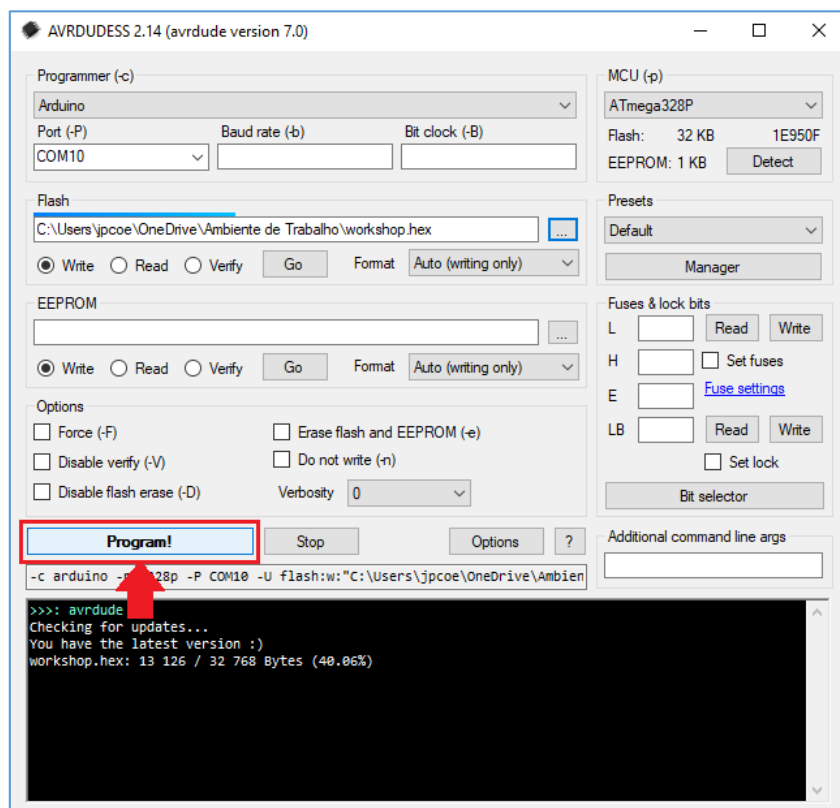 AVRDUDESS 2.14 (avrdude version 7.0)
Programmer (-c)
Arduino
Port (-P) Baud rate (-b) Bit clock (-B)
COM10
MCU (-p)
ATmega328P
Flash: 32 KB 1E950F
EEPROM: 1 KB Detect
Flash
C:\Users\jpcoe\OneDrive\Ambiente de Trabalho\workshop.hex ...
Write Read Verify Go Format Auto (writing only)
Presets
Default
Manager
EEPROM
...
Write Read Verify Go Format Auto (writing only)
Fuses & lock bits
L Read Write
H Set fuses
E Fuse settings
LB Read Write
Set lock
Bit selector
Options
Force (-F) Erase flash and EEPROM (-e)
Disable verify (-V) Do not write (-n)
Disable flash erase (-D) Verbosity 0
Program! Stop Options ?
Additional command line args
-c arduino 328p -P COM10 -U flash:w:"C:\Users\jpcoe\OneDrive\Ambien
>>>: avrdude
Checking for updates...
You have the latest version :)
workshop.hex: 13 126 / 32 768 Bytes (40.06%)